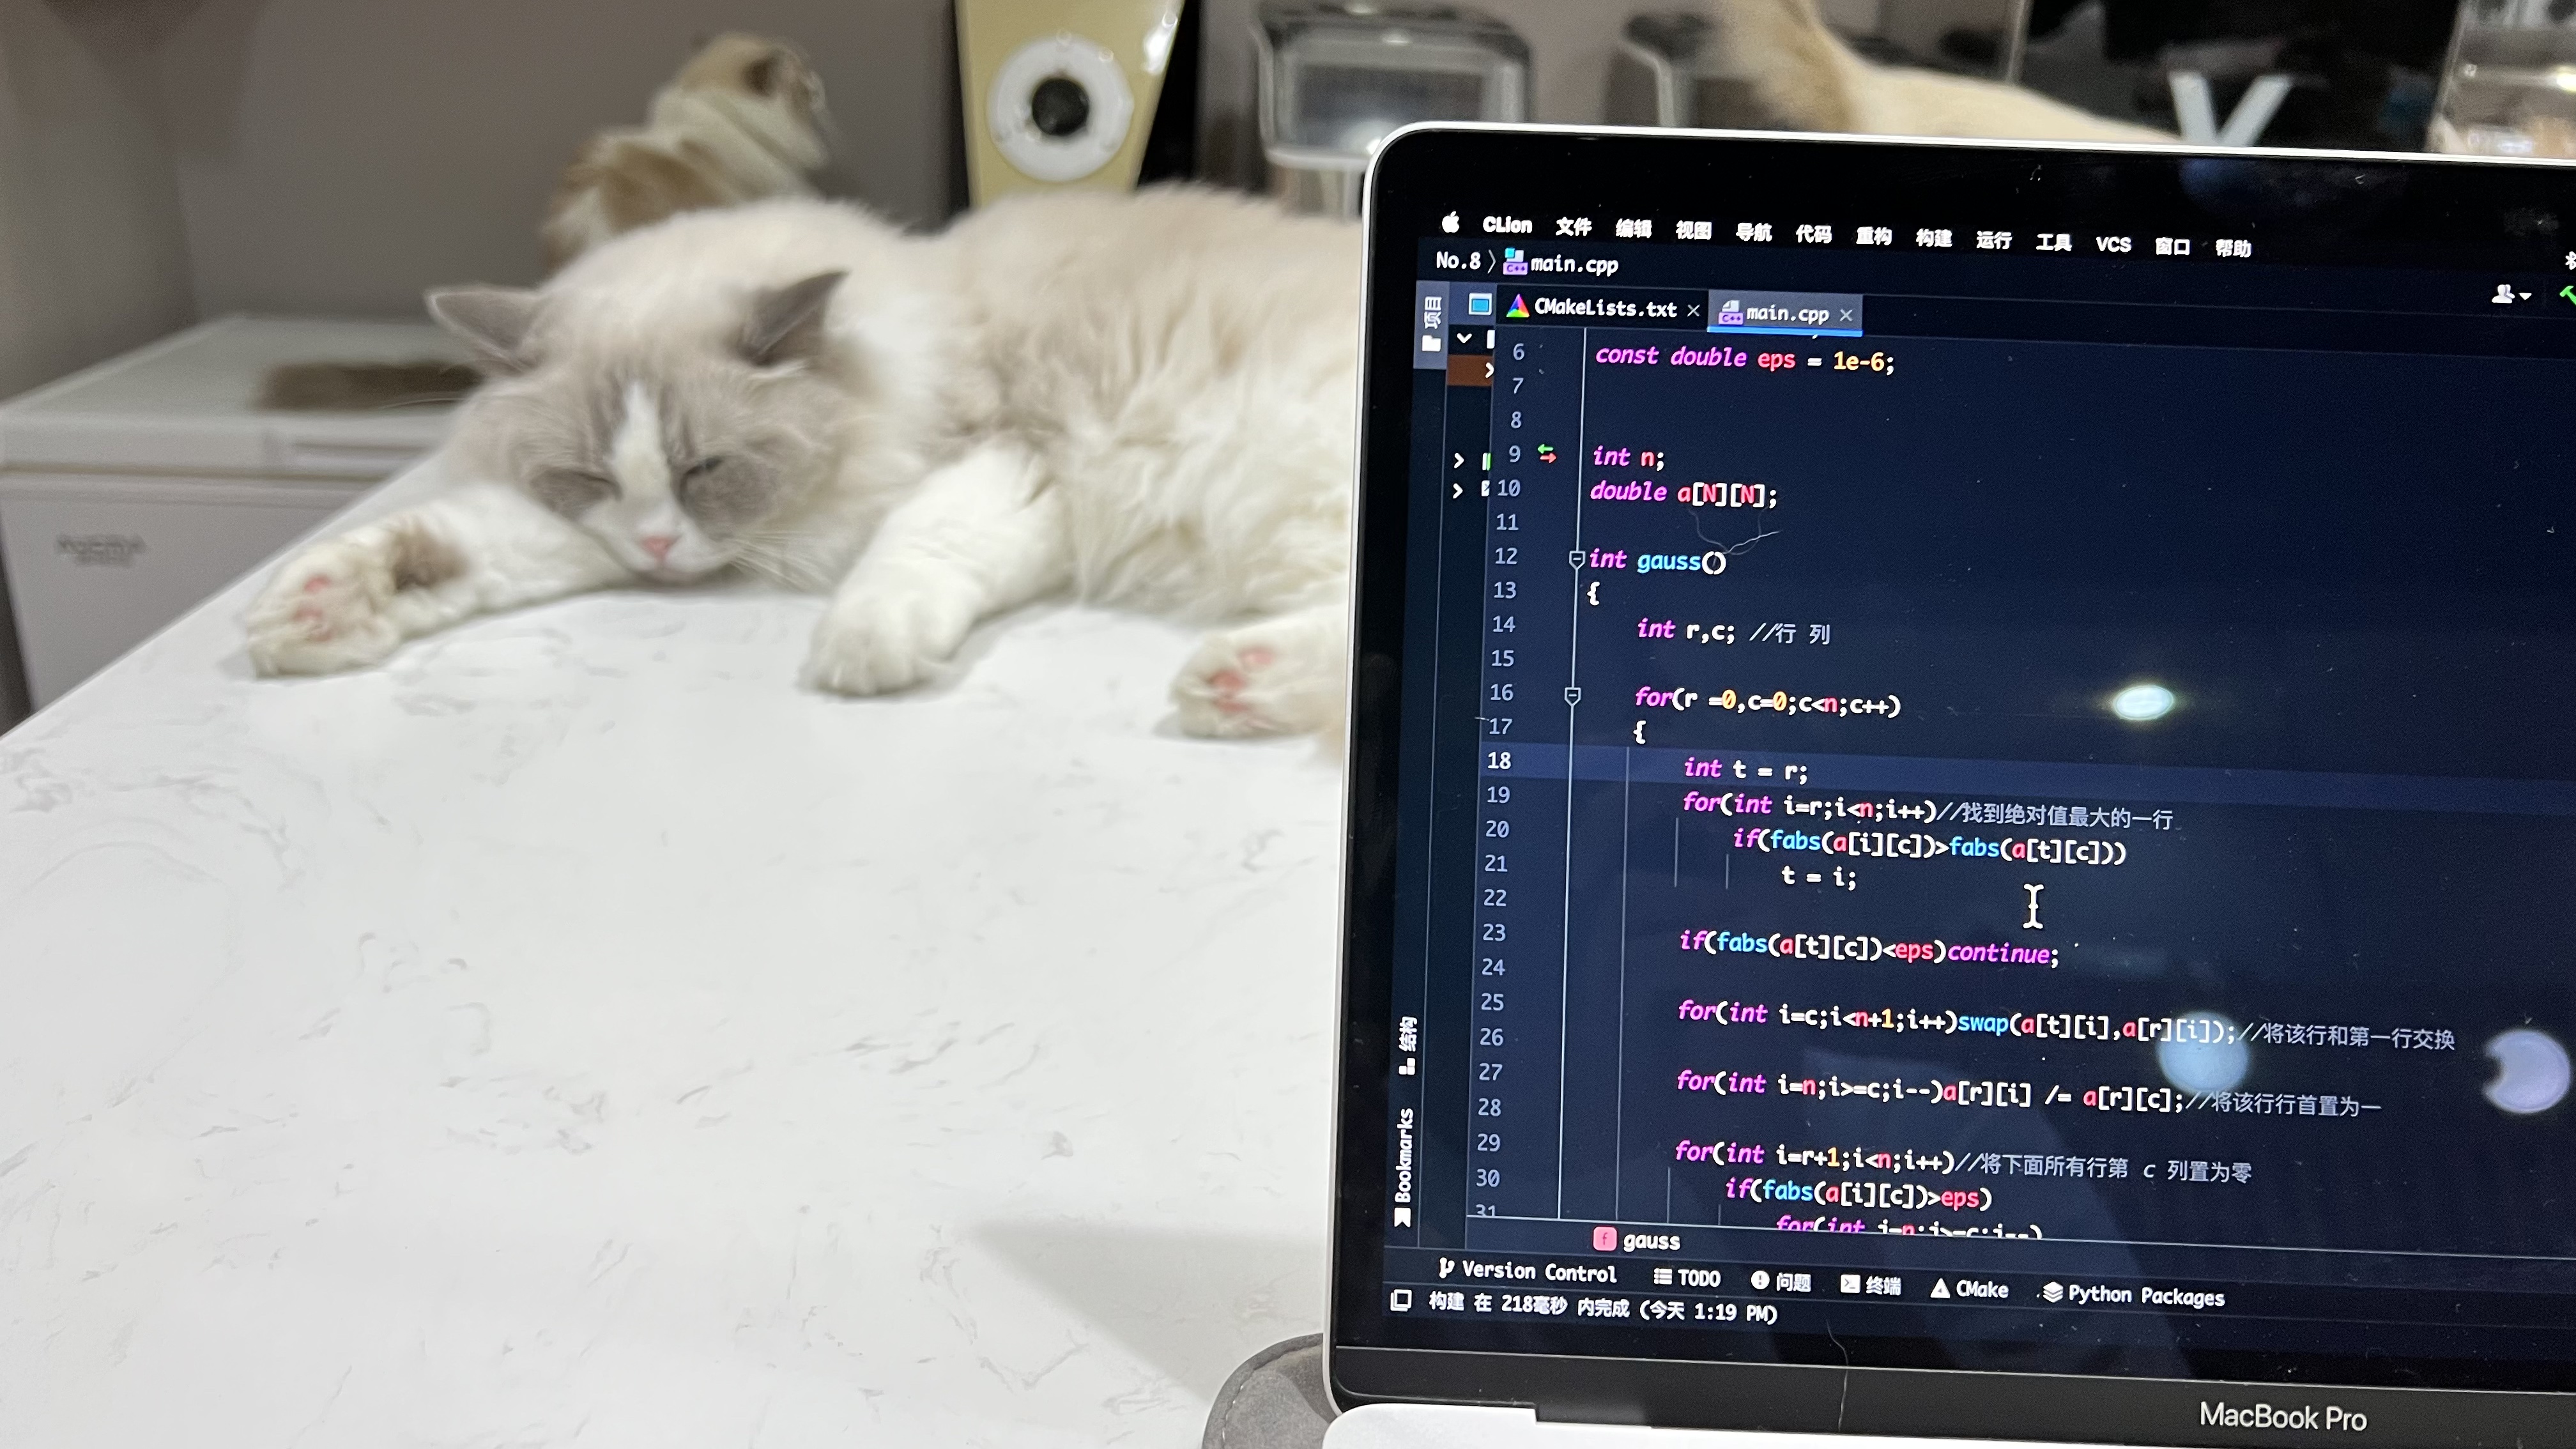 CLion 文件 编辑 视图 导航 代码 重构 构建 运行 工具 VCS 窗口 帮助
No.8 main.cpp
项目
CMakeLists.txt main.cpp
6 const double eps = 1e-6;
7
8
9 int n;
10 double a[N][N];
11
12 int gauss()
13 {
14 int r,c; //行 列
15
16 for(r =0,c=0;c<n;c++)
17 {
18 int t = r;
19 for(int i=r;i<n;i++)//找到绝对值最大的一行
20 if(fabs(a[i][c])>fabs(a[t][c]))
21 t = i;
22
23 if(fabs(a[t][c])<eps)continue;
24
25 for(int i=c;i<n+1;i++)swap(a[t][i],a[r][i]);//将该行和第一行交换
26
27 for(int i=n;i>=c;i--)a[r][i] /= a[r][c];//将该行行首置为一
28
29 for(int i=r+1;i<n;i++)//将下面所有行第 c 列置为零
30 if(fabs(a[i][c])>eps)
31 for(int
结构
Bookmarks
f gauss
Version Control TODO 问题 终端 CMake Python Packages
构建 在 218毫秒 内完成 (今天 1:19 PM)
MacBook Pro